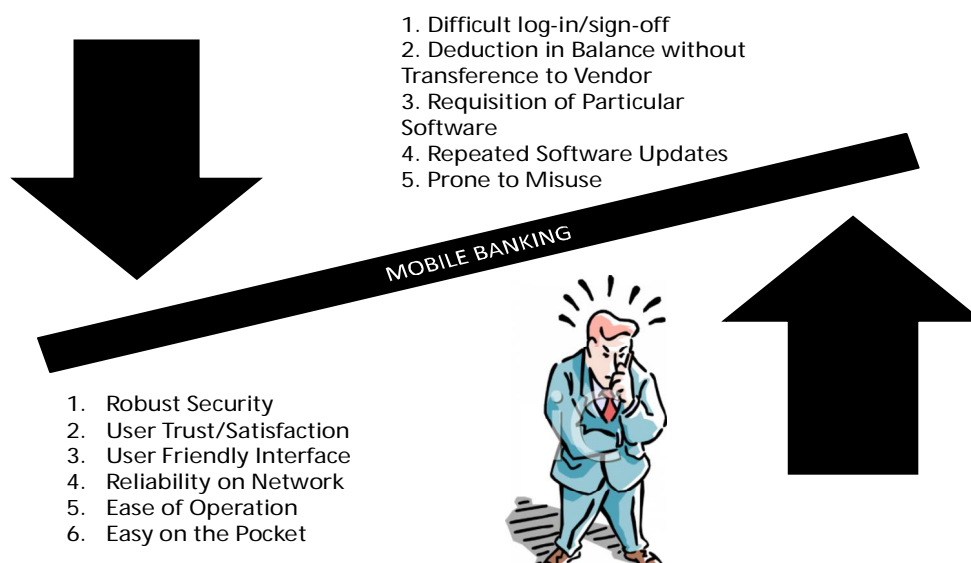 1. Difficult log-in/sign-off
2. Deduction in Balance without
Transference to Vendor
3. Requisition of Particular
Software
4. Repeated Software Updates
5. Prone to Misuse
MOBILE BANKING
1. Robust Security
2. User Trust/Satisfaction
3. User Friendly Interface
4. Reliability on Network
5. Ease of Operation
6. Easy on the Pocket